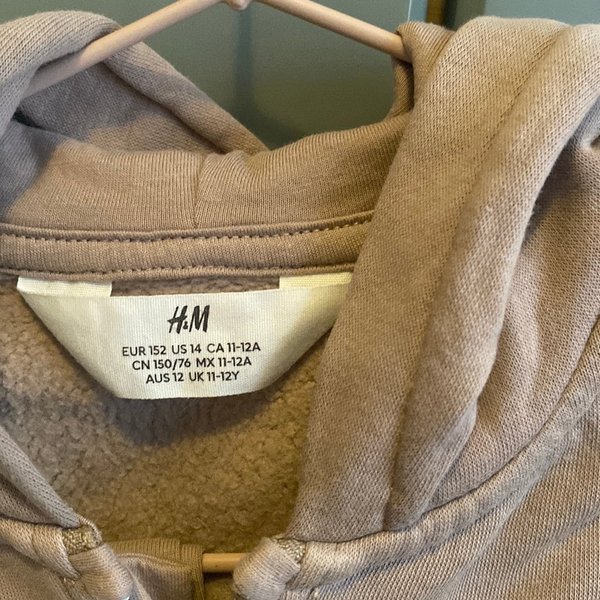 H&M
EUR 152 US 14 CA 11-12A
CN 150/76 MX 11-12A
AUS 12 UK 11-12Y